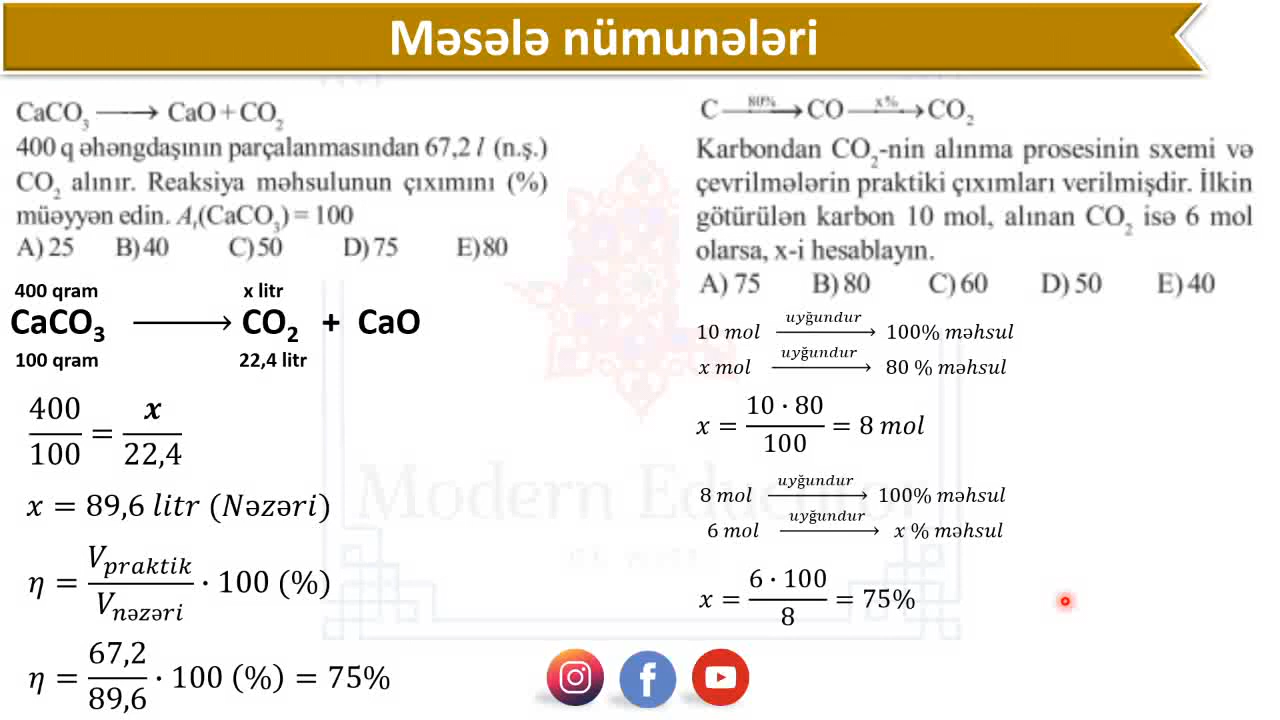 Məsələ nümunələri
CaCO₃ ⟶ CaO + CO₂
400 q əhəngdaşının parçalanmasından 67,2 l (n.ş.)
CO₂ alınır. Reaksiya məhsulunun çıxımını (%)
müəyyən edin. Aᵣ(CaCO₃) = 100
A) 25 B) 40 C) 50 D) 75 E) 80
400 qram x litr
CaCO₃ ⟶ CO₂ + CaO
100 qram 22,4 litr
400/100 = x/22,4
x = 89,6 litr (Nəzəri)
η = Vpraktik/Vnəzəri · 100 (%)
η = 67,2/89,6 · 100 (%) = 75%
C —80%→ CO —x%→ CO₂
Karbondan CO₂-nin alınma prosesinin sxemi və
çevrilmələrin praktiki çıxımları verilmişdir. İlkin
götürülən karbon 10 mol, alınan CO₂ isə 6 mol
olarsa, x-i hesablayın.
A) 75 B) 80 C) 60 D) 50 E) 40
10 mol —uyğundur→ 100% məhsul
x mol —uyğundur→ 80 % məhsul
x = 10 · 80/100 = 8 mol
8 mol —uyğundur→ 100% məhsul
6 mol —uyğundur→ x % məhsul
x = 6 · 100/8 = 75%
Modern Education